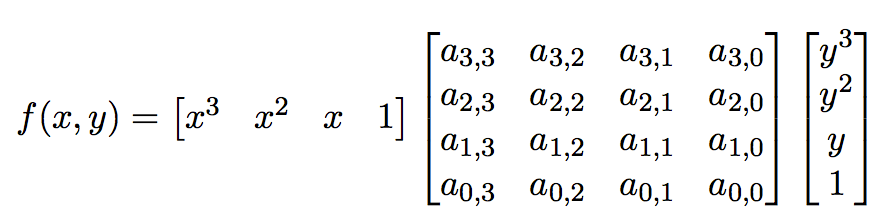 f(x, y) = [x³ x² x 1] [a₃,₃ a₃,₂ a₃,₁ a₃,₀; a₂,₃ a₂,₂ a₂,₁ a₂,₀; a₁,₃ a₁,₂ a₁,₁ a₁,₀; a₀,₃ a₀,₂ a₀,₁ a₀,₀] [y³; y²; y; 1]